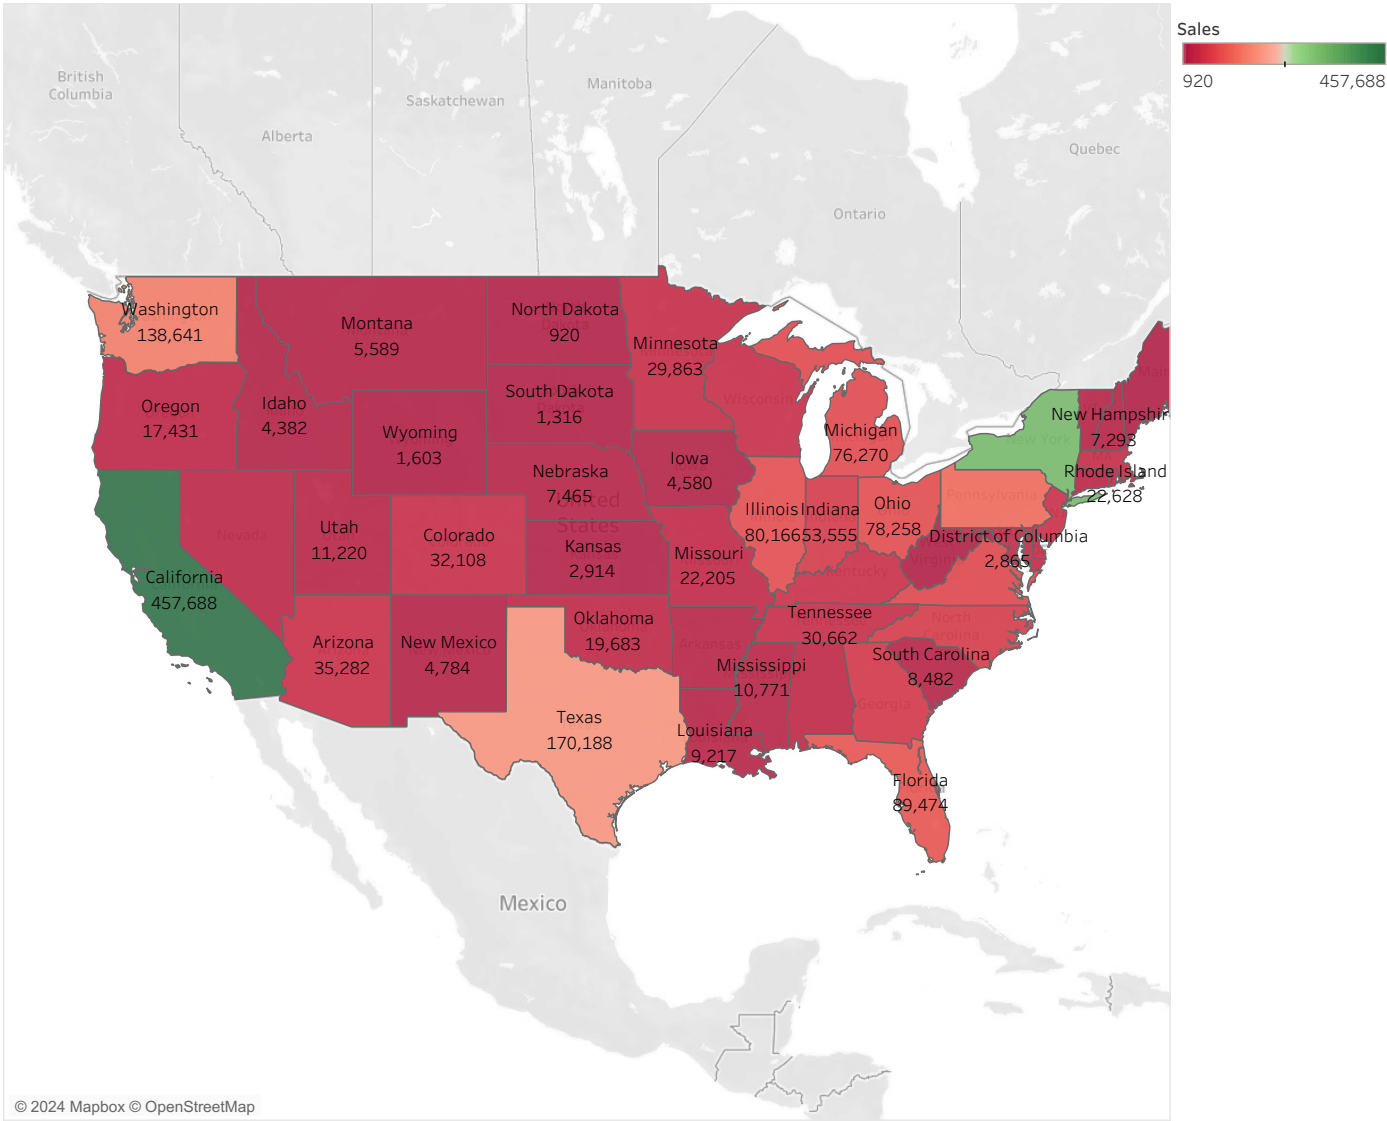 Sales
920
457,688
British
Columbia
Alberta
Saskatchewan
Manitoba
Ontario
Quebec
Washington
138,641
Montana
5,589
North Dakota
920
Minnesota
29,863
Oregon
17,431
Idaho
4,382
Wyoming
1,603
South Dakota
1,316
Wisconsin
Michigan
76,270
New York
New Hampshir
7,293
Main
Nebraska
7,465
Iowa
4,580
United
States
Rhode Island
22,628
Pennsylvania
Nevada
Utah
11,220
Colorado
32,108
Kansas
2,914
Missouri
22,205
Illinois
80,166
Indiana
53,555
Ohio
78,258
District of Columbia
2,865
Virginia
Kentucky
California
457,688
Arizona
35,282
New Mexico
4,784
Oklahoma
19,683
Arkansas
Tennessee
30,662
North
Carolina
South Carolina
8,482
Mississippi
10,771
Georgia
Texas
170,188
Louisiana
9,217
Florida
89,474
Mexico
© 2024 Mapbox © OpenStreetMap